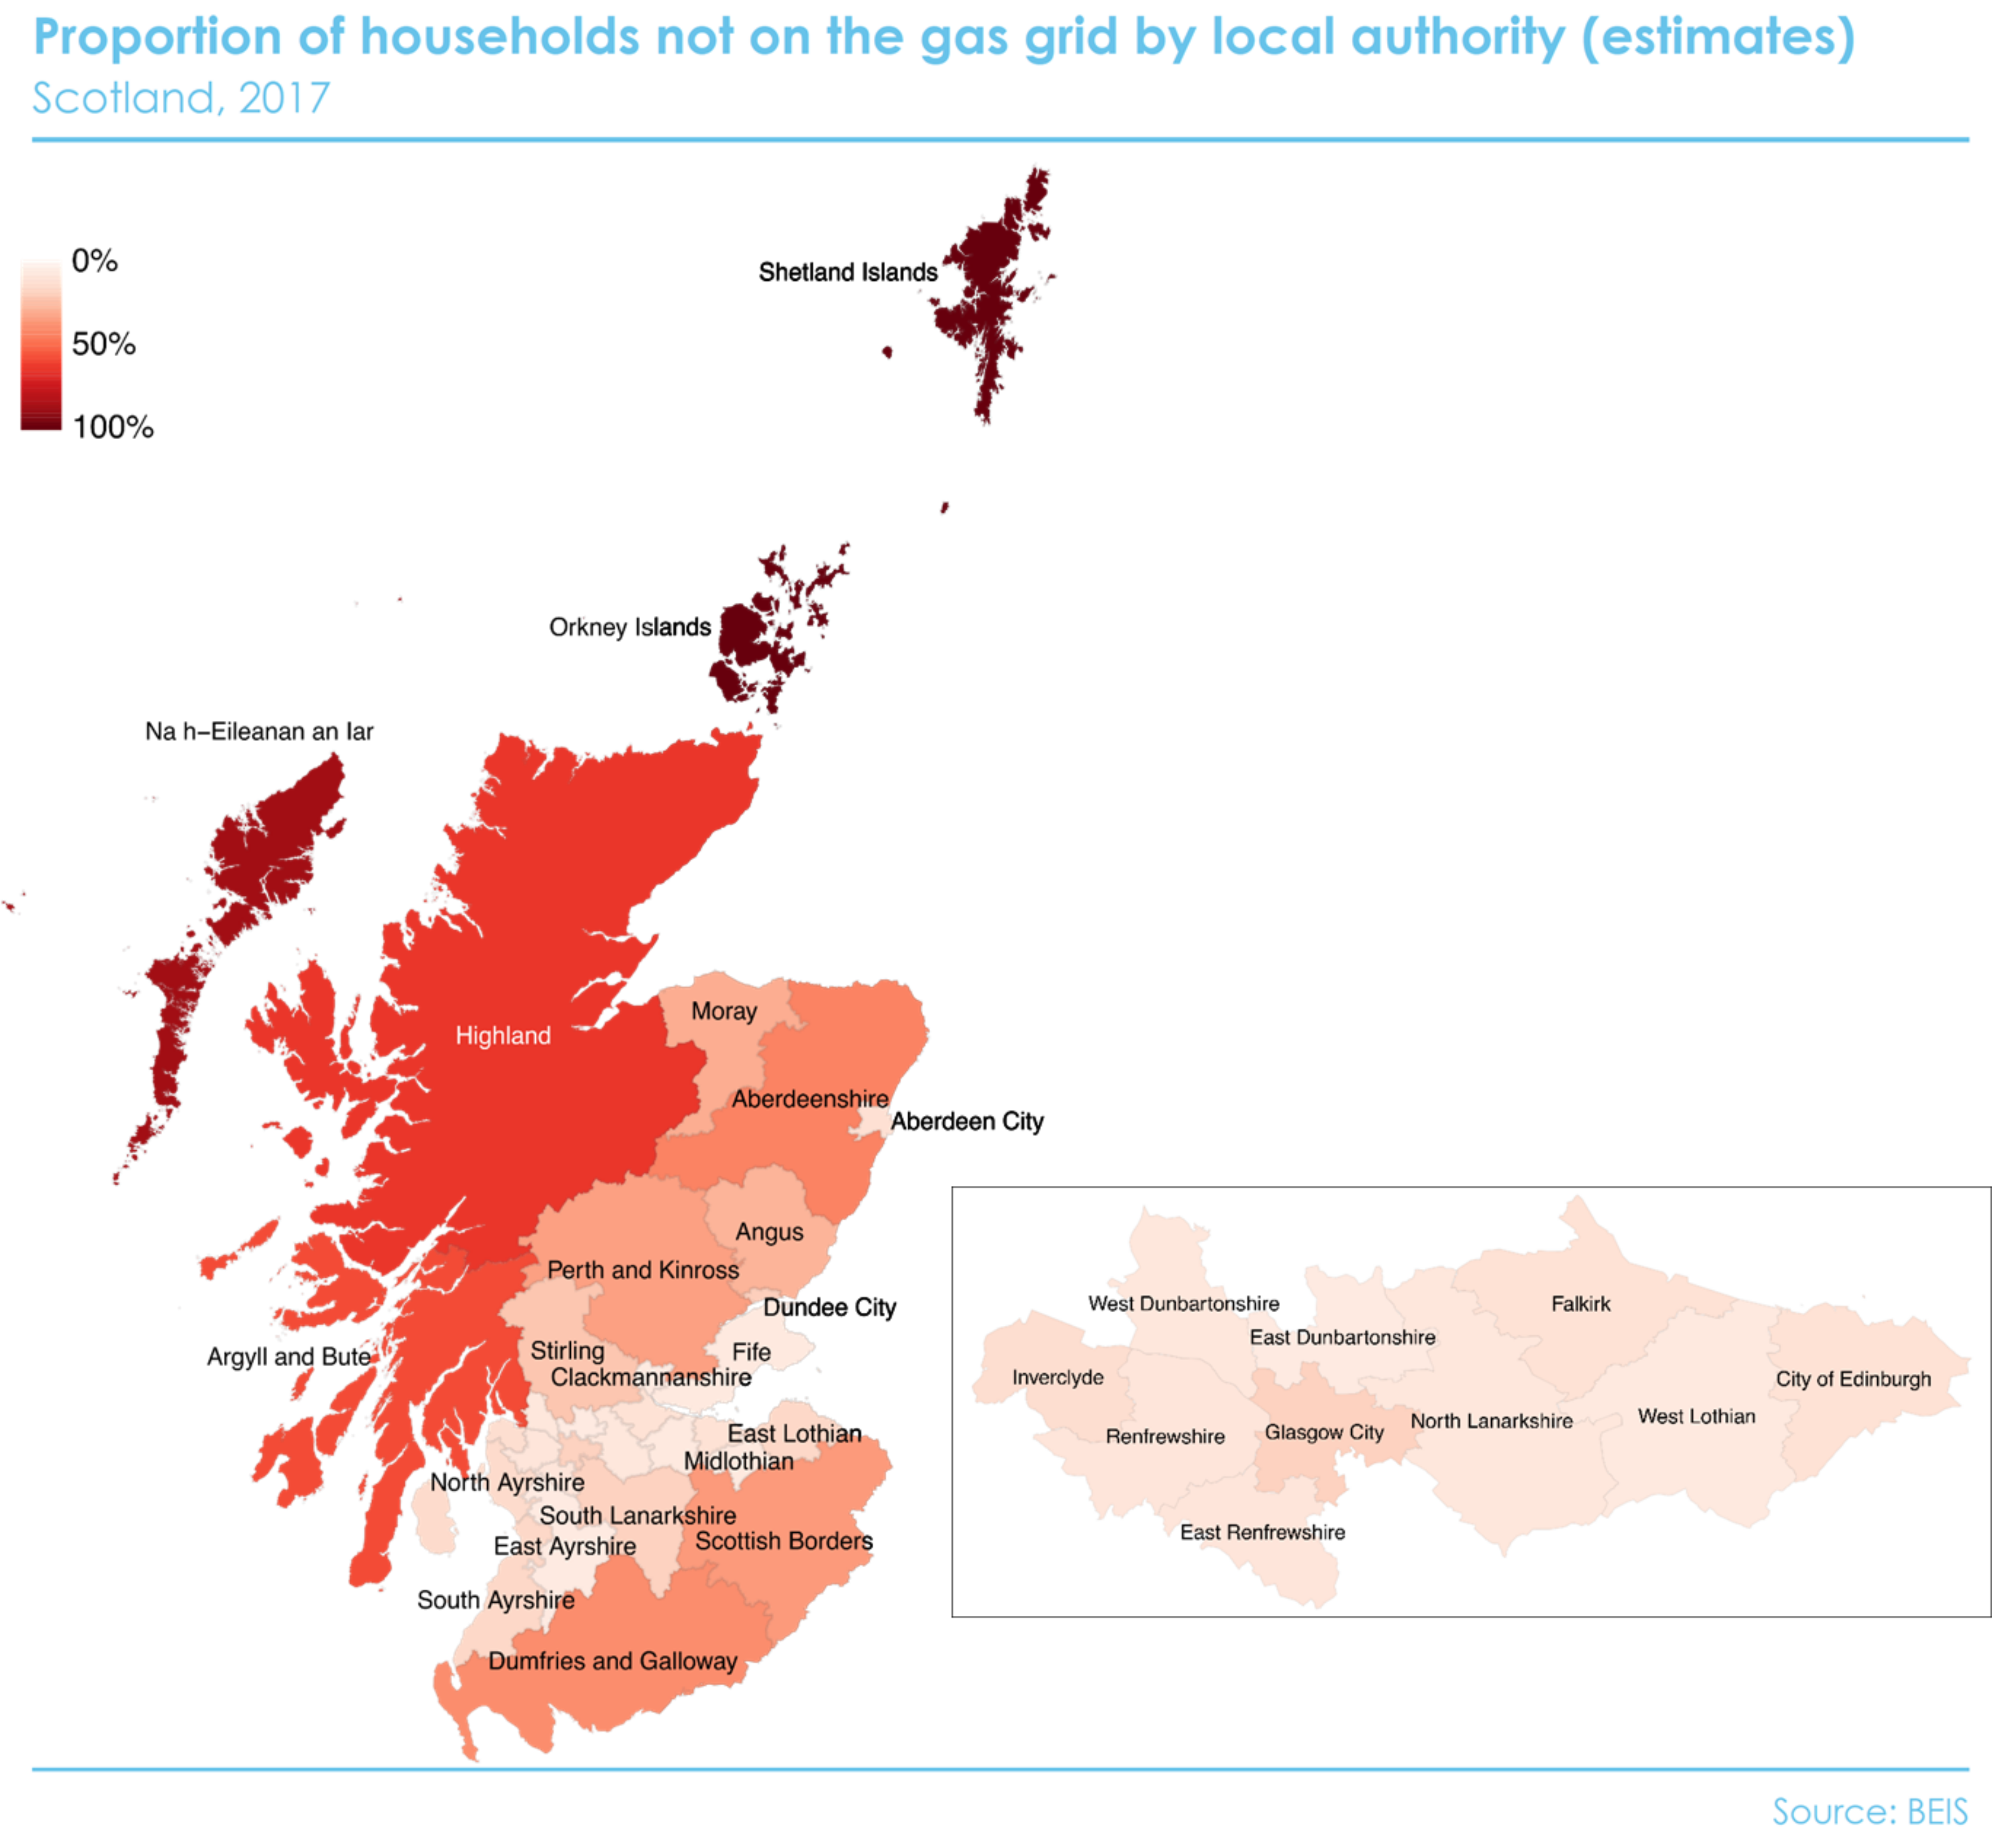 Proportion of households not on the gas grid by local authority (estimates)
Scotland, 2017
0%
50%
100%
Shetland Islands
Orkney Islands
Na h−Eileanan an Iar
Highland
Moray
Aberdeenshire
Aberdeen City
Angus
Perth and Kinross
Dundee City
Stirling
Fife
Argyll and Bute
Clackmannanshire
East Lothian
Midlothian
North Ayrshire
South Lanarkshire
East Ayrshire
Scottish Borders
South Ayrshire
Dumfries and Galloway
West Dunbartonshire
Falkirk
East Dunbartonshire
Inverclyde
City of Edinburgh
Renfrewshire
Glasgow City
North Lanarkshire
West Lothian
East Renfrewshire
Source: BEIS